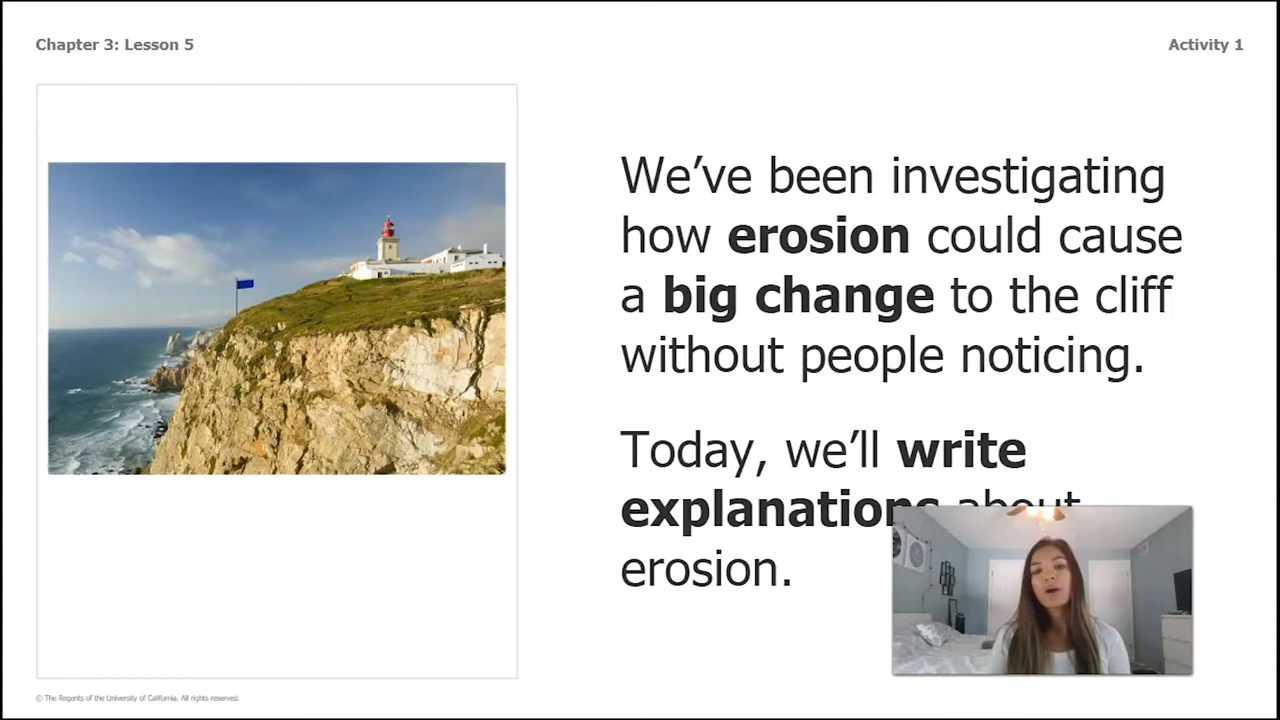 Chapter 3: Lesson 5
Activity 1
We’ve been investigating
how erosion could cause
a big change to the cliff
without people noticing.
Today, we’ll write
explanations about
erosion.
© The Regents of the University of California. All rights reserved.